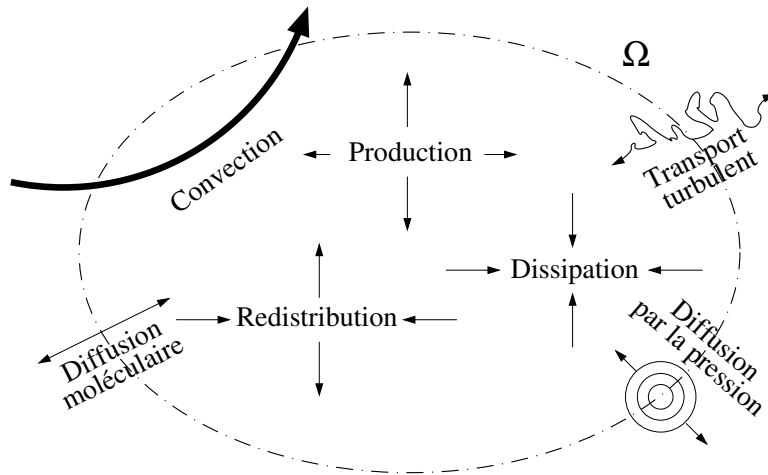 Ω
Production
Convection
Transport
turbulent
Dissipation
Redistribution
Diffusion
moléculaire
Diffusion
par la pression